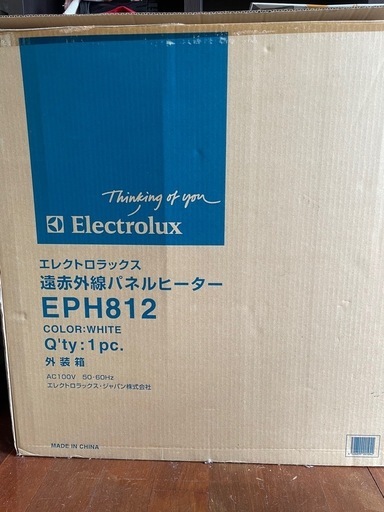 Thinking of you
Electrolux
エレクトロラックス
遠赤外線パネルヒーター
EPH812
COLOR:WHITE
Q'ty:1pc.
外装箱
AC100V 50-60Hz
エレクトロラックス・ジャパン株式会社
MADE IN CHINA